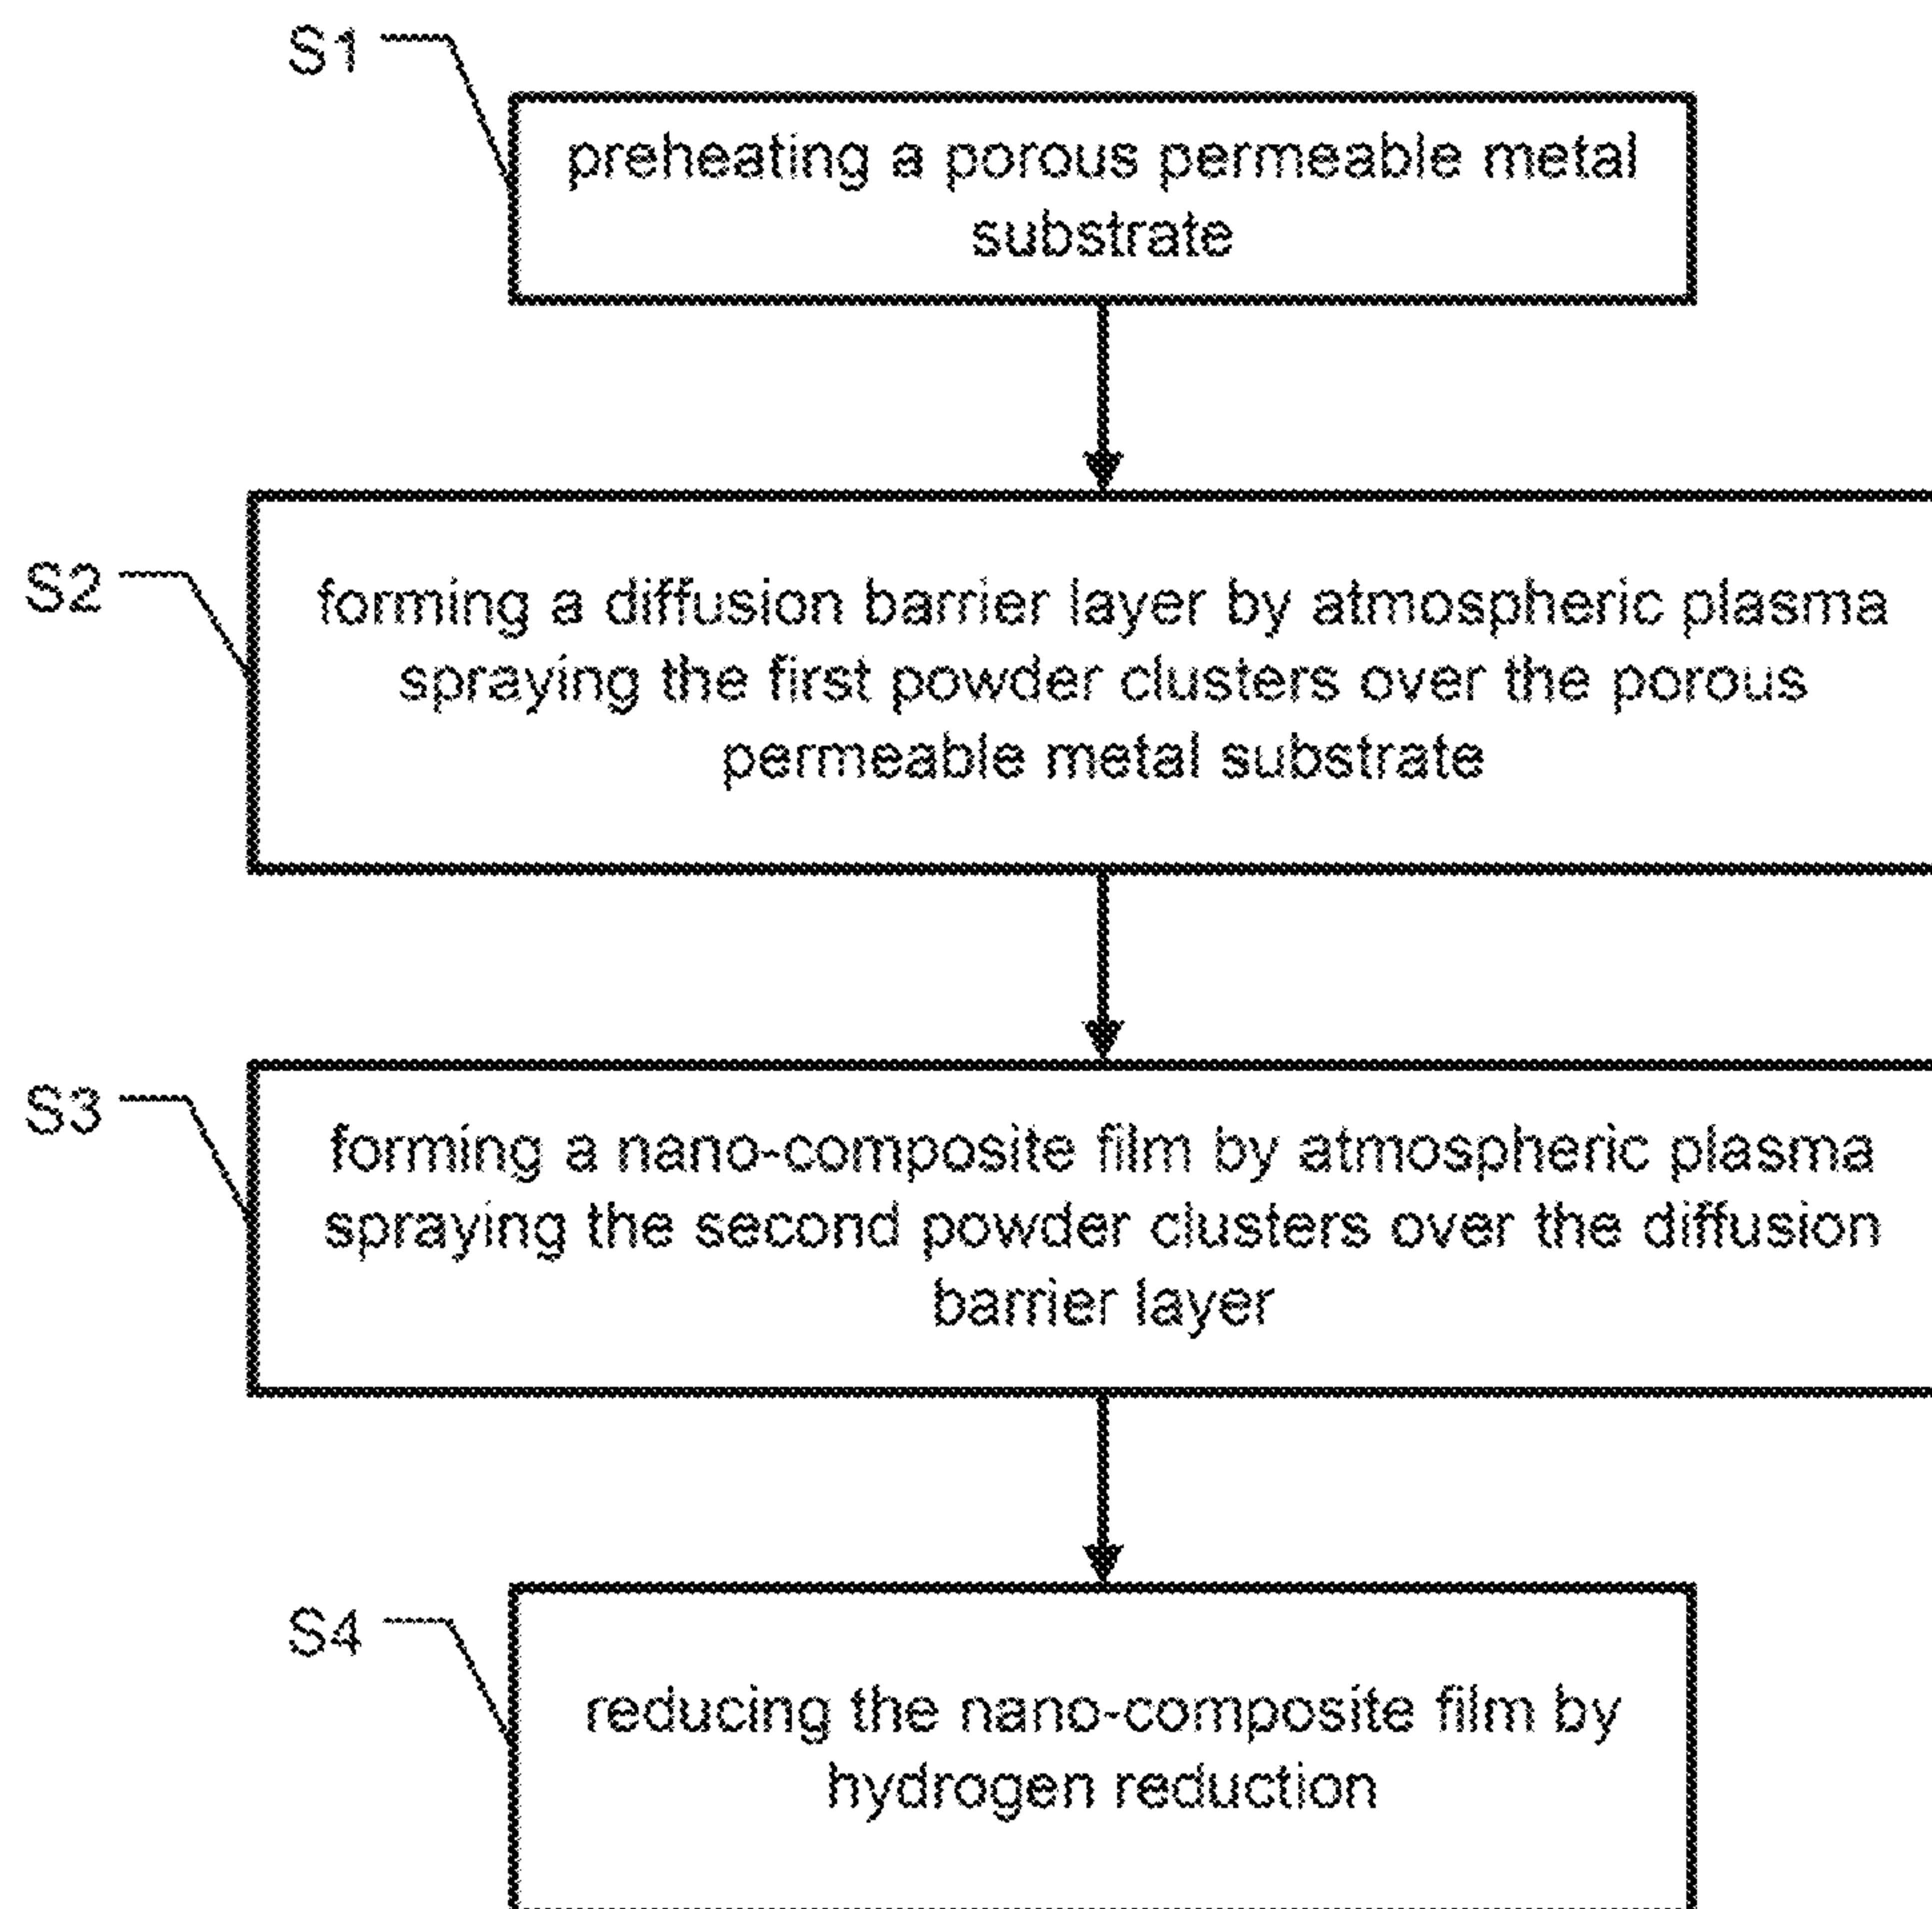 S1
preheating a porous permeable metal
substrate
S2
forming a diffusion barrier layer by atmospheric plasma
spraying the first powder clusters over the porous
permeable metal substrate
S3
forming a nano-composite film by atmospheric plasma
spraying the second powder clusters over the diffusion
barrier layer
S4
reducing the nano-composite film by
hydrogen reduction